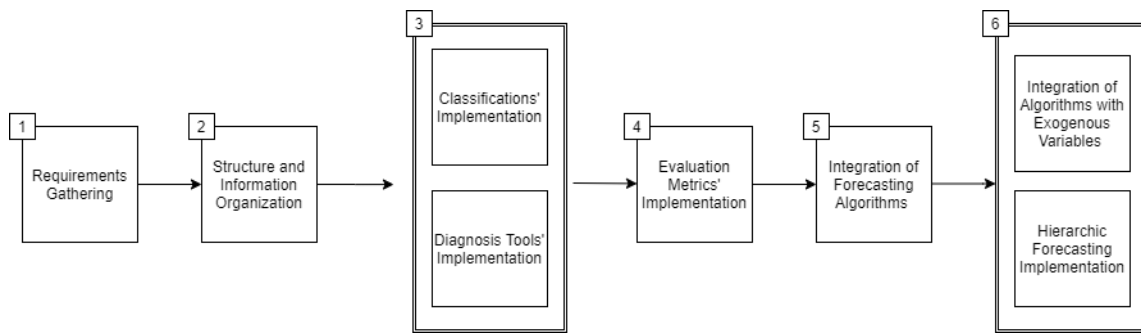 1
Requirements
Gathering
2
Structure and
Information
Organization
3
Classifications'
Implementation
Diagnosis Tools'
Implementation
4
Evaluation
Metrics'
Implementation
5
Integration of
Forecasting
Algorithms
6
Integration of
Algorithms with
Exogenous
Variables
Hierarchic
Forecasting
Implementation